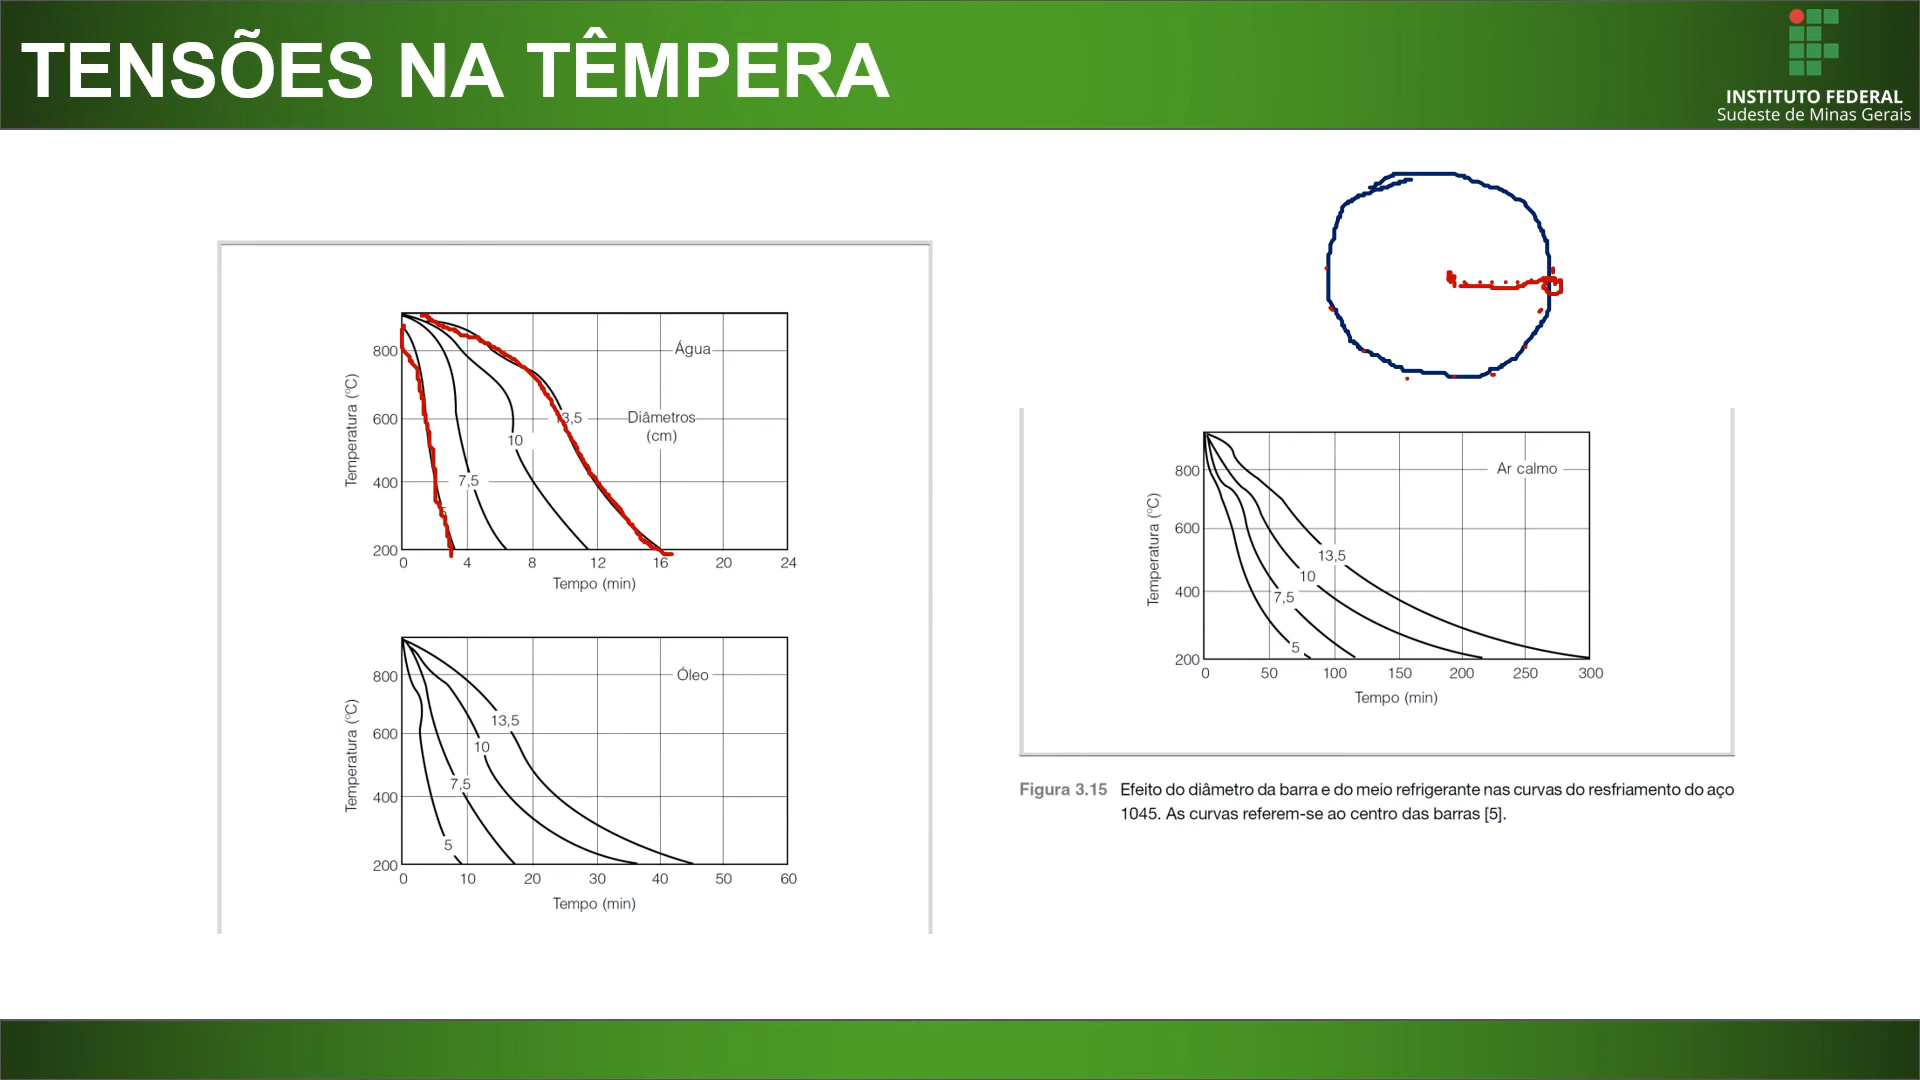 TENSÕES NA TÊMPERA
INSTITUTO FEDERAL
Sudeste de Minas Gerais
Temperatura (ºC)
800
600
400
200
Água
Diâmetros
(cm)
3,5
10
7,5
0 4 8 12 16 20 24
Tempo (min)
Temperatura (ºC)
800
600
400
200
Óleo
13,5
10
7,5
5
0 10 20 30 40 50 60
Tempo (min)
Temperatura (ºC)
800
600
400
200
Ar calmo
13,5
10
7,5
5
0 50 100 150 200 250 300
Tempo (min)
Figura 3.15 Efeito do diâmetro da barra e do meio refrigerante nas curvas do resfriamento do aço
1045. As curvas referem-se ao centro das barras [5].